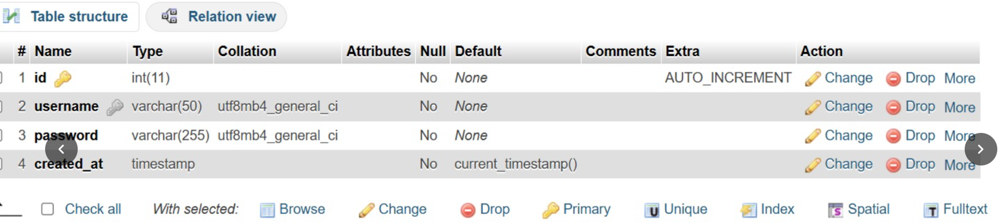 Table structure Relation view
# Name Type Collation Attributes Null Default Comments Extra Action
1 id int(11) No None AUTO_INCREMENT Change Drop More
2 username varchar(50) utf8mb4_general_ci No None Change Drop More
3 password varchar(255) utf8mb4_general_ci No None Change Drop More
4 created_at timestamp No current_timestamp() Change Drop More
Check all With selected: Browse Change Drop Primary Unique Index Spatial Fulltext